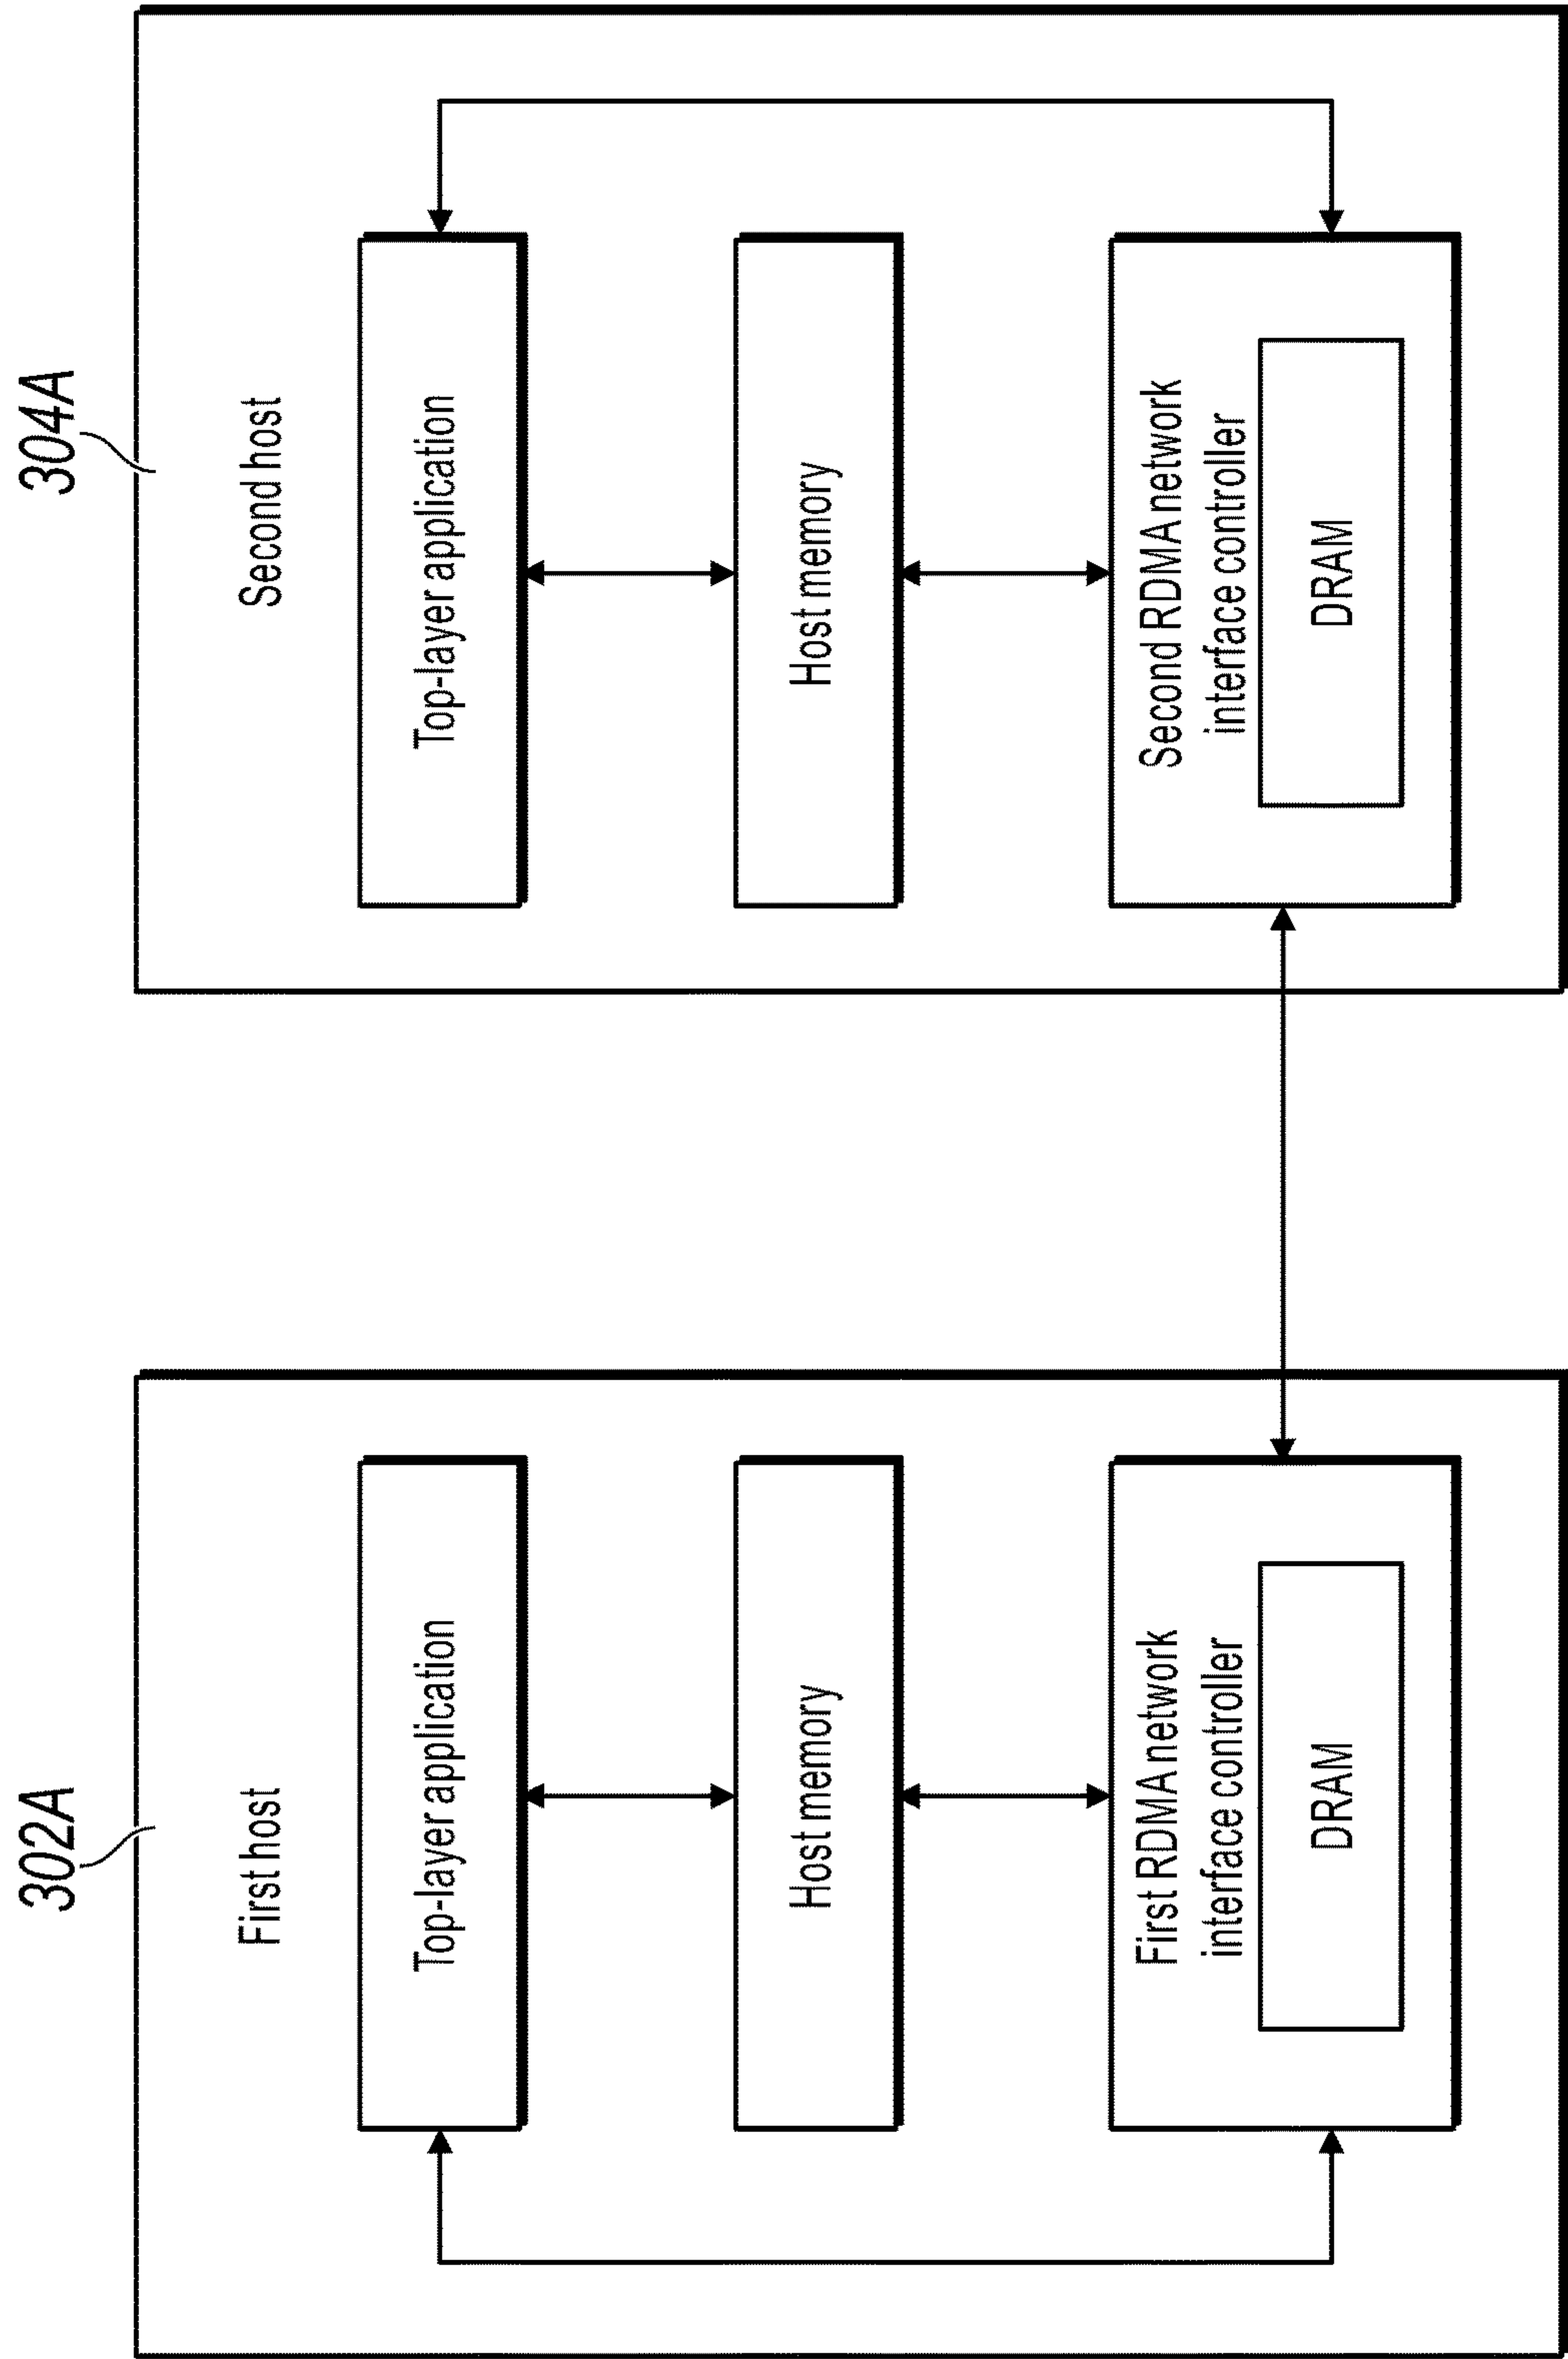 302A
First host
Top-layer application
Host memory
First RDMA network
interface controller
DRAM
304A
Second host
Top-layer application
Host memory
Second RDMA network
interface controller
DRAM